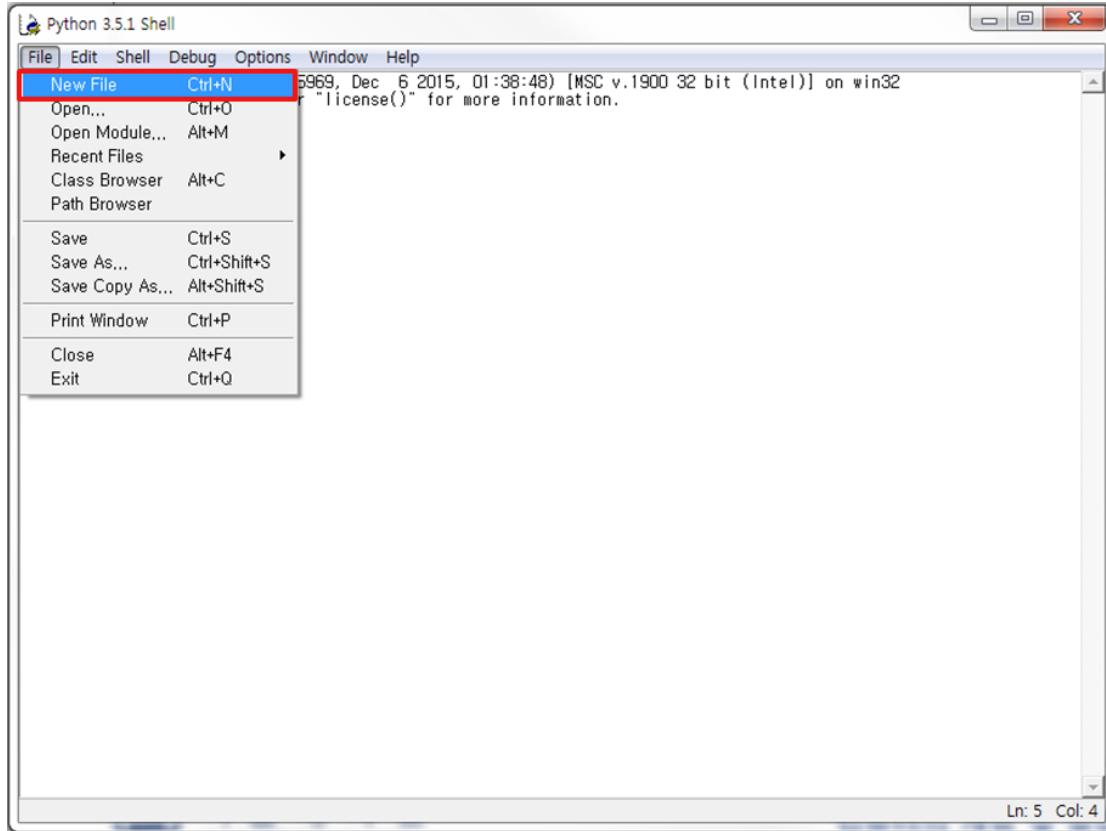 Python 3.5.1 Shell
File Edit Shell Debug Options Window Help
New File Ctrl+N
5969, Dec 6 2015, 01:38:48) [MSC v.1900 32 bit (Intel)] on win32
Open... Ctrl+O
"license()" for more information.
Open Module... Alt+M
Recent Files
Class Browser Alt+C
Path Browser
Save Ctrl+S
Save As... Ctrl+Shift+S
Save Copy As... Alt+Shift+S
Print Window Ctrl+P
Close Alt+F4
Exit Ctrl+Q
Ln: 5 Col: 4